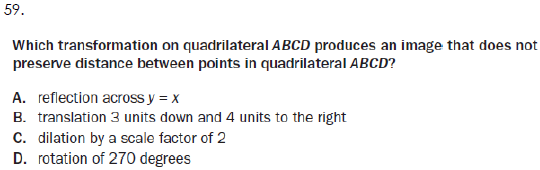 59.
Which transformation on quadrilateral ABCD produces an image that does not
preserve distance between points in quadrilateral ABCD?
A. reflection across y = x
B. translation 3 units down and 4 units to the right
C. dilation by a scale factor of 2
D. rotation of 270 degrees